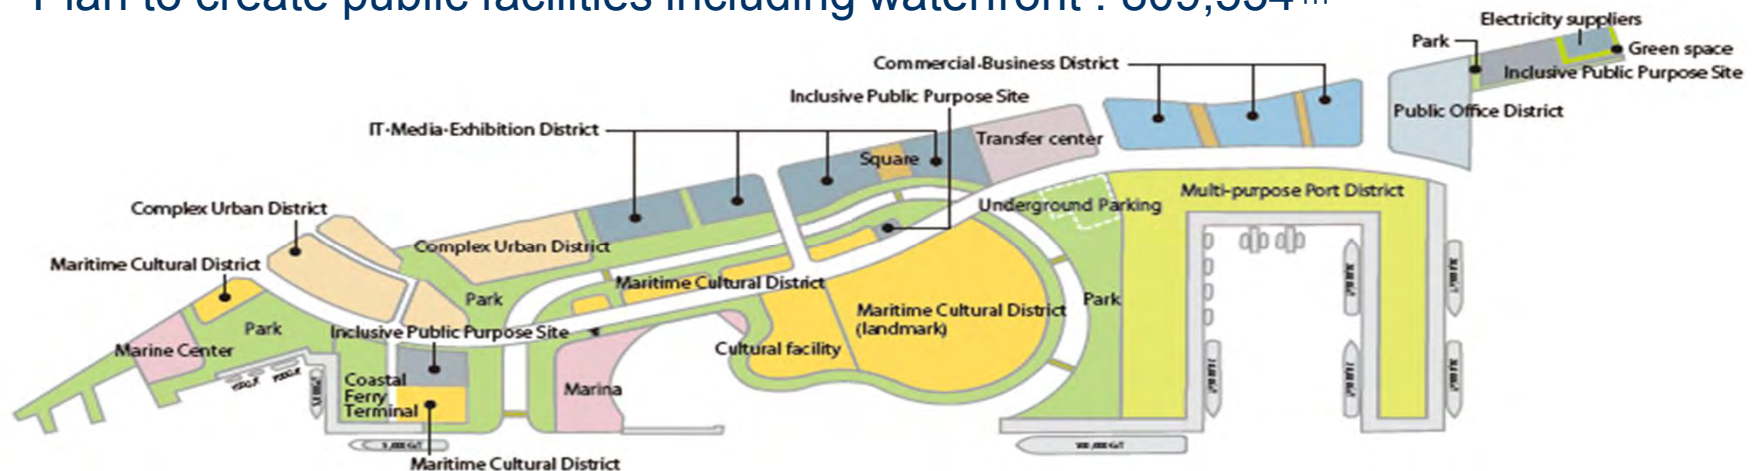 Plan to create public facilities including waterfront : 809,554㎡
Electricity suppliers
Park
Green space
Commercial·Business District
Inclusive Public Purpose Site
Inclusive Public Purpose Site
Public Office District
IT·Media·Exhibition District
Transfer center
Square
Multi-purpose Port District
Underground Parking
Complex Urban District
Complex Urban District
Maritime Cultural District
Maritime Cultural District
Park
Park
Maritime Cultural District
(landmark)
Park
Inclusive Public Purpose Site
Marine Center
Cultural facility
Coastal
Ferry
Terminal
Marina
Maritime Cultural District